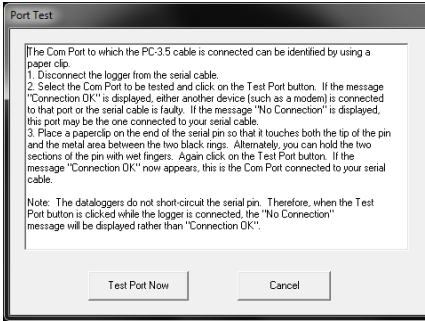 Port Test
The Com Port to which the PC-3.5 cable is connected can be identified by using a
paper clip.
1. Disconnect the logger from the serial cable.
2. Select the Com Port to be tested and click on the Test Port button.  If the message
"Connection OK" is displayed, either another device (such as a modem) is connected
to that port or the serial cable is faulty.  If the message "No Connection" is displayed,
this port may be the one connected to your serial cable.
3. Place a paperclip on the end of the serial pin so that it touches both the tip of the pin
and the metal area between the two black rings.  Alternately, you can hold the two
sections of the pin with wet fingers.  Again click on the Test Port button.  If the
message "Connection OK" now appears, this is the Com Port connected to your serial
cable.
Note:  The dataloggers do not short-circuit the serial pin.  Therefore, when the Test
Port button is clicked while the logger is connected, the "No Connection"
message will be displayed rather than "Connection OK".
Test Port Now
Cancel